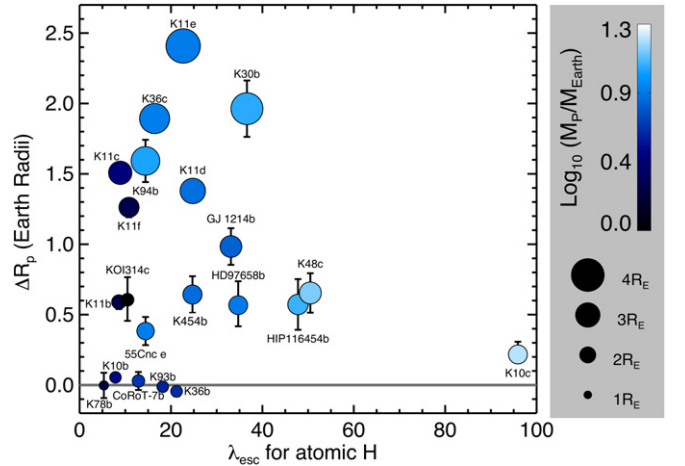 K11e
K30b
K36c
K11c
K94b
K11d
K11f
GJ 1214b
K48c
KOI314c
HD97658b
K11b
K454b
HIP116454b
55Cnc e
K10c
K10b
K93b
CoRoT-7b
K36b
K78b
2.5
2.0
1.5
1.0
0.5
0.0
ΔRp (Earth Radii)
0 20 40 60 80 100
λesc for atomic H
1.3
0.9
0.4
0.0
Log10 (MP/MEarth)
4RE
3RE
2RE
1RE